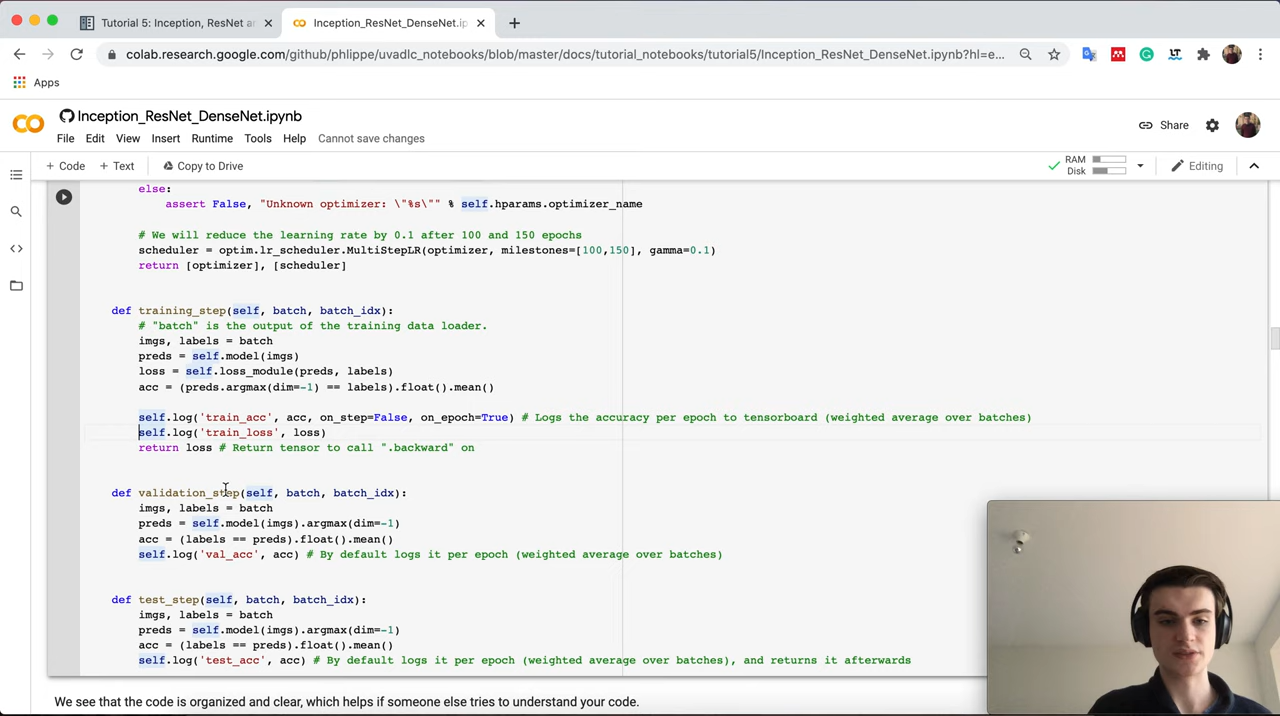 Tutorial 5: Inception, ResNet an
Inception_ResNet_DenseNet.ip
colab.research.google.com/github/phlippe/uvadlc_notebooks/blob/master/docs/tutorial_notebooks/tutorial5/Inception_ResNet_DenseNet.ipynb?hl=e...
Apps
Inception_ResNet_DenseNet.ipynb
File Edit View Insert Runtime Tools Help Cannot save changes
Share
+ Code + Text Copy to Drive
RAM
Disk
Editing
else:
assert False, "Unknown optimizer: \"%s\"" % self.hparams.optimizer_name
# We will reduce the learning rate by 0.1 after 100 and 150 epochs
scheduler = optim.lr_scheduler.MultiStepLR(optimizer, milestones=[100,150], gamma=0.1)
return [optimizer], [scheduler]
def training_step(self, batch, batch_idx):
# "batch" is the output of the training data loader.
imgs, labels = batch
preds = self.model(imgs)
loss = self.loss_module(preds, labels)
acc = (preds.argmax(dim=-1) == labels).float().mean()
self.log('train_acc', acc, on_step=False, on_epoch=True) # Logs the accuracy per epoch to tensorboard (weighted average over batches)
self.log('train_loss', loss)
return loss # Return tensor to call ".backward" on
def validation_step(self, batch, batch_idx):
imgs, labels = batch
preds = self.model(imgs).argmax(dim=-1)
acc = (labels == preds).float().mean()
self.log('val_acc', acc) # By default logs it per epoch (weighted average over batches)
def test_step(self, batch, batch_idx):
imgs, labels = batch
preds = self.model(imgs).argmax(dim=-1)
acc = (labels == preds).float().mean()
self.log('test_acc', acc) # By default logs it per epoch (weighted average over batches), and returns it afterwards
We see that the code is organized and clear, which helps if someone else tries to understand your code.